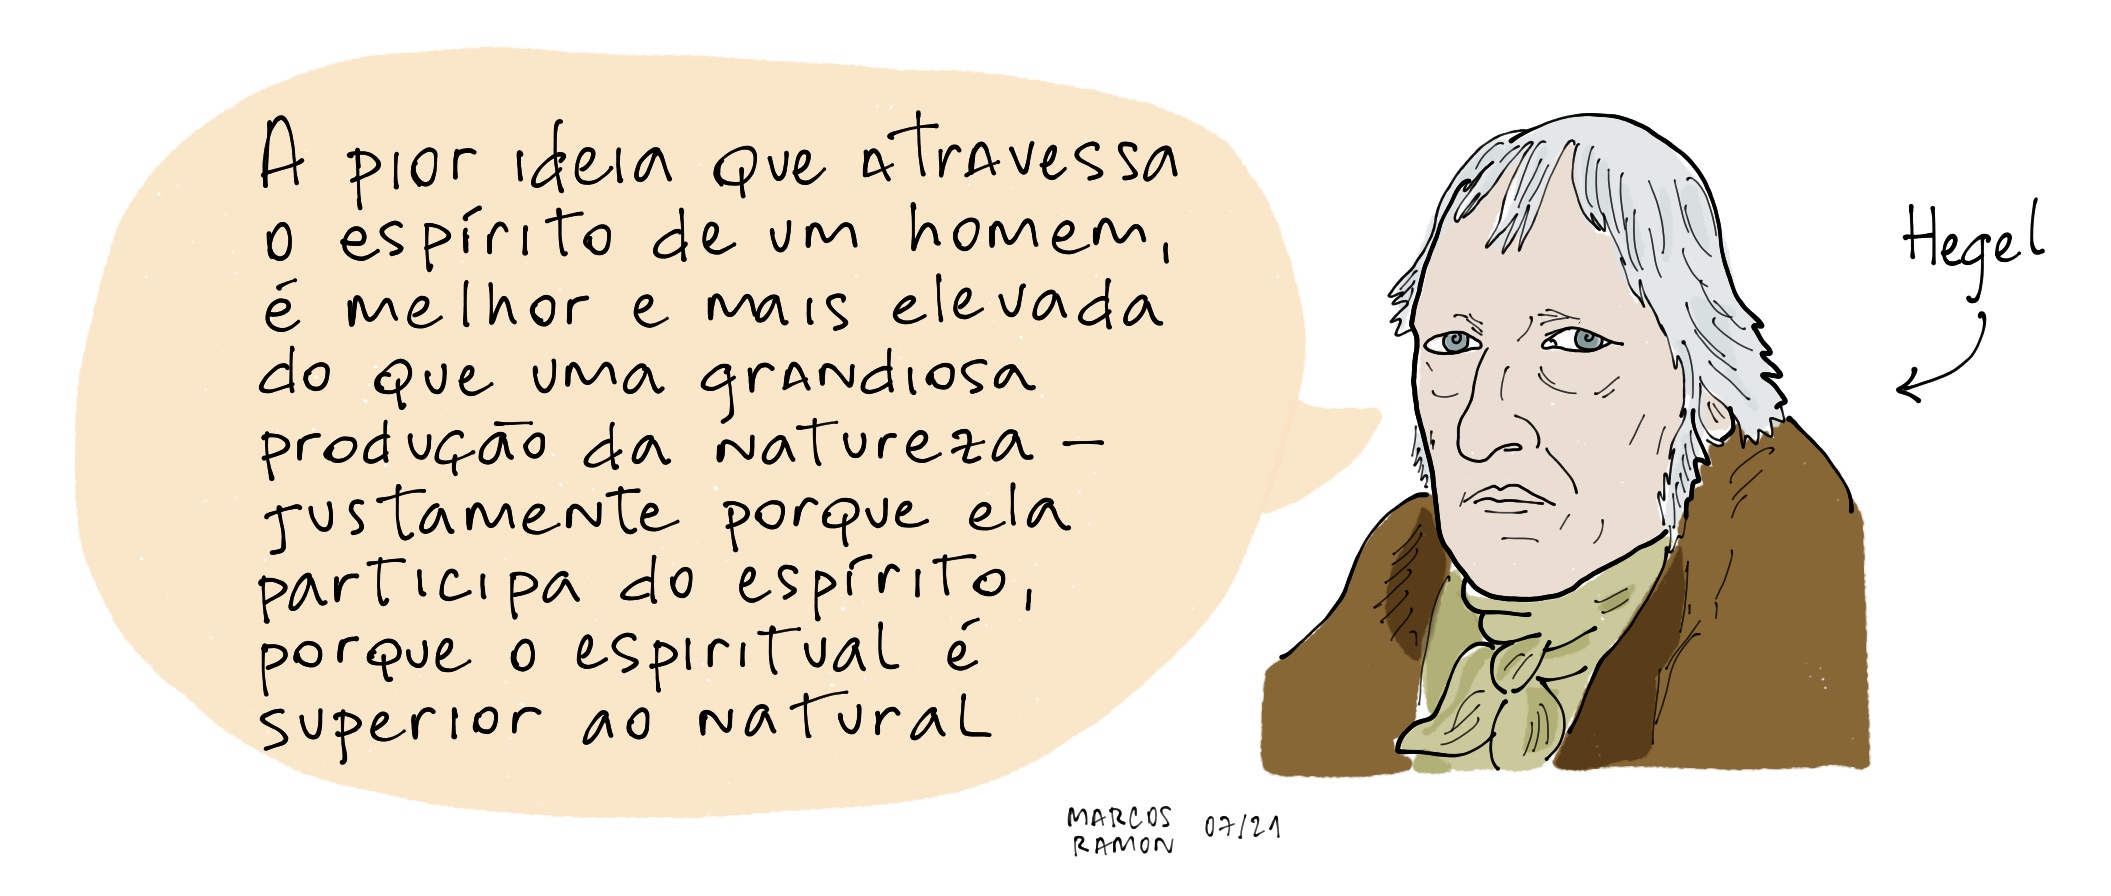 A pior ideia que atravessa
o espírito de um homem,
é melhor e mais elevada
do que uma grandiosa
produção da natureza –
justamente porque ela
participa do espírito,
porque o espiritual é
superior ao natural
Hegel
MARCOS
RAMON
07/21